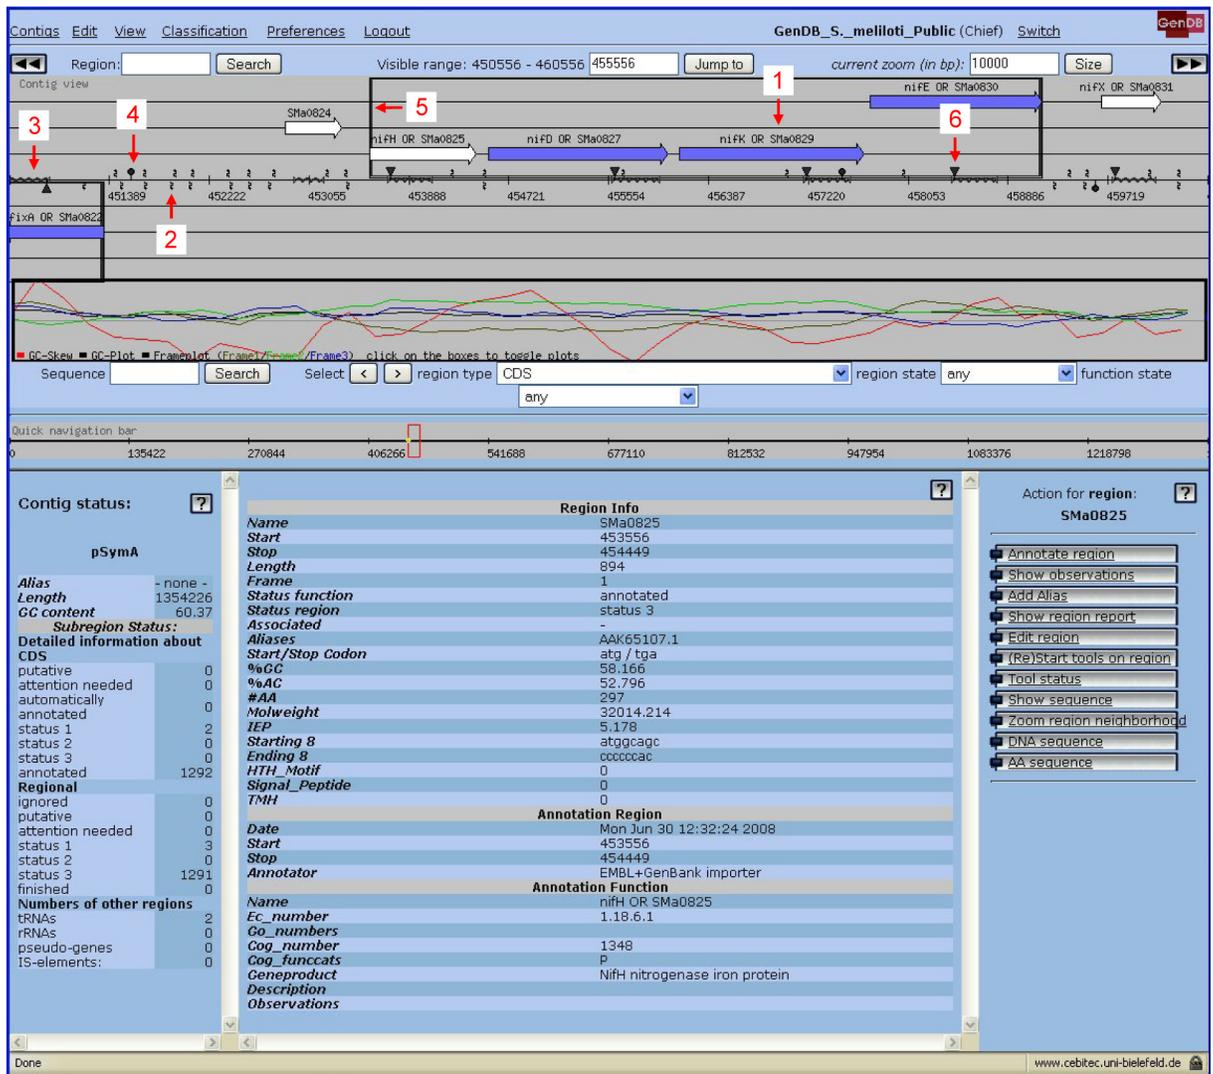 Contigs Edit View Classification Preferences Logout GenDB_S._meliloti_Public (Chief) Switch GenDB
Region: Search Visible range: 450556 - 460556 455556 Jump to current zoom (in bp): 10000 Size
Contig view
nifE OR SMa0830 nifX OR SMa0831
1
5
4
3
6
2
SMa0824
nifH OR SMa0825 nifD OR SMa0827 nifK OR SMa0829
451389 452222 453055 453888 454721 455554 456387 457220 458053 458886 459719
fixA OR SMa0822
GC-Skew GC-Plot Frameplot (Frame1/Frame2/Frame3) click on the boxes to toggle plots
Sequence Search Select < > region type CDS region state any function state
any
Quick navigation bar
0 135422 270844 406266 541688 677110 812532 947954 1083376 1218798
Contig status: ?
pSymA
Alias - none -
Length 1354226
GC content 60.37
Subregion Status:
Detailed information about
CDS
putative 0
attention needed 0
automatically
annotated 0
status 1 2
status 2 0
status 3 0
annotated 1292
Regional
ignored 0
putative 0
attention needed 0
status 1 3
status 2 0
status 3 1291
finished 0
Numbers of other regions
tRNAs 2
rRNAs 0
pseudo-genes 0
IS-elements: 0
?
Region Info
Name SMa0825
Start 453556
Stop 454449
Length 894
Frame 1
Status function annotated
Status region status 3
Associated -
Aliases AAK65107.1
Start/Stop Codon atg / tga
%GC 58.166
%AC 52.796
#AA 297
Molweight 32014.214
IEP 5.178
Starting 8 atggcagc
Ending 8 ccccccac
HTH_Motif 0
Signal_Peptide 0
TMH 0
Annotation Region
Date Mon Jun 30 12:32:24 2008
Start 453556
Stop 454449
Annotator EMBL+GenBank importer
Annotation Function
Name nifH OR SMa0825
Ec_number 1.18.6.1
Go_numbers
Cog_number 1348
Cog_funccats P
Geneproduct NifH nitrogenase iron protein
Description
Observations
Action for region: ?
SMa0825
Annotate region
Show observations
Add Alias
Show region report
Edit region
(Re)Start tools on region
Tool status
Show sequence
Zoom region neighborhood
DNA sequence
AA sequence
Done www.cebitec.uni-bielefeld.de